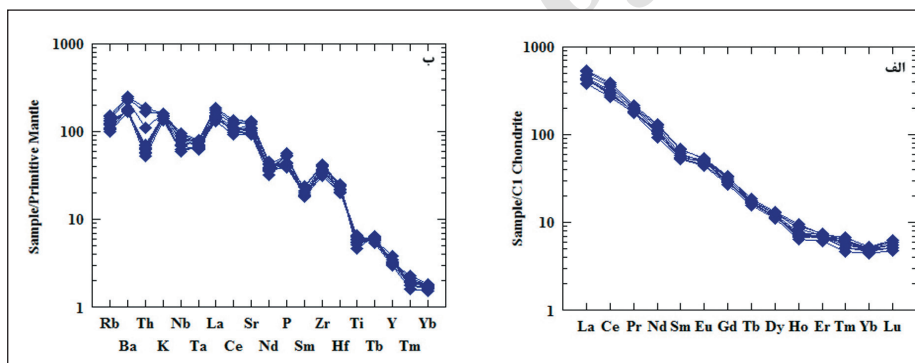 ب
1000
100
10
1
Sample/Primitive Mantle
Rb Th Nb La Sr P Zr Ti Y Yb
Ba K Ta Ce Nd Sm Hf Tb Tm
الف
1000
100
10
1
Sample/C1 Chondrite
La Ce Pr Nd Sm Eu Gd Tb Dy Ho Er Tm Yb Lu